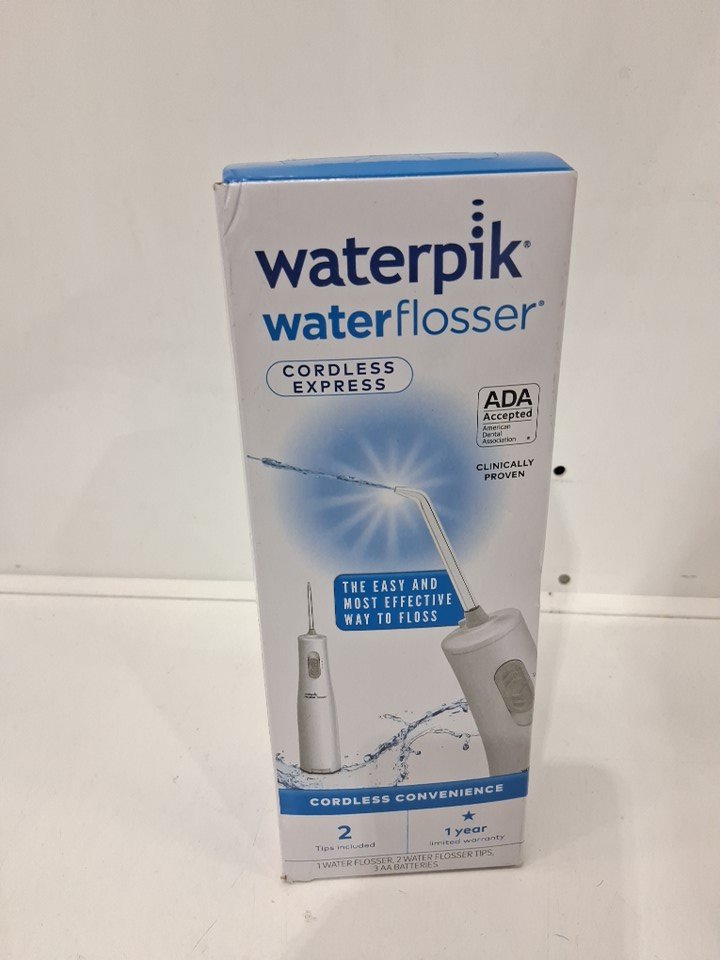 waterpik®
waterflosser®
CORDLESS
EXPRESS
ADA
Accepted
American
Dental
Association
CLINICALLY
PROVEN
THE EASY AND
MOST EFFECTIVE
WAY TO FLOSS
CORDLESS CONVENIENCE
2
Tips included
1 year
limited warranty
1 WATER FLOSSER, 2 WATER FLOSSER TIPS,
3 AA BATTERIES